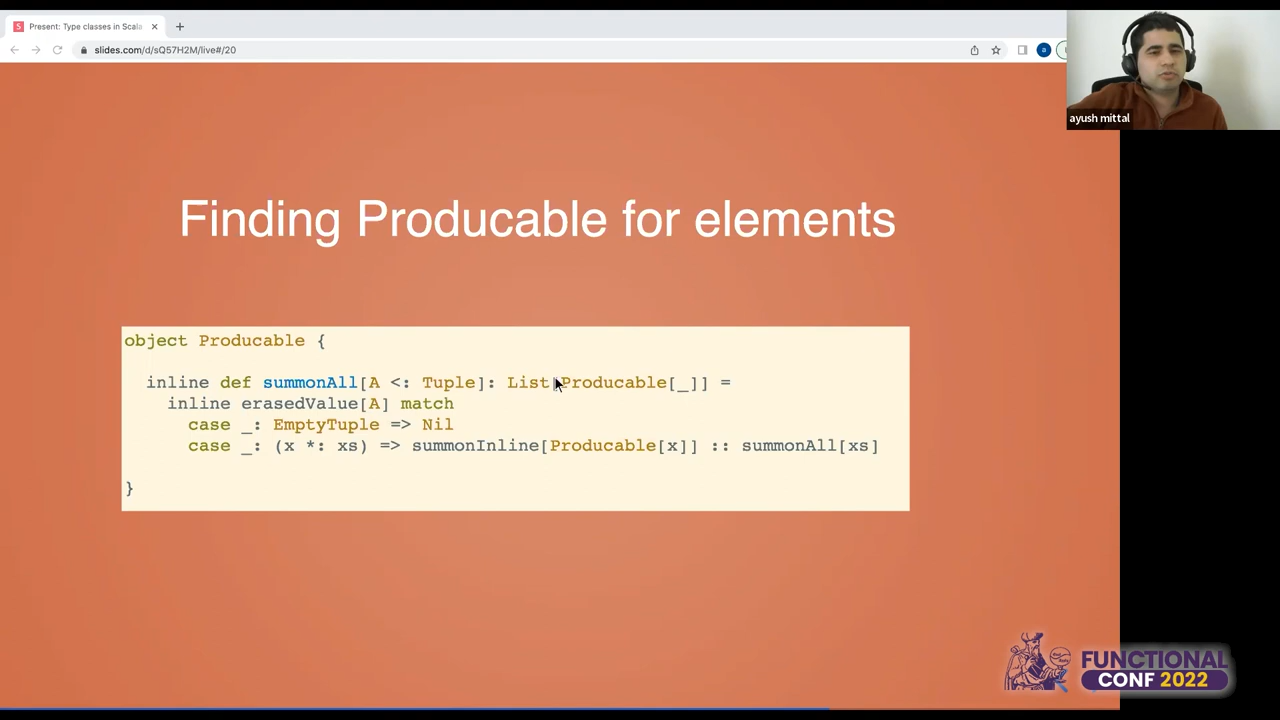 Present: Type classes in Scala
slides.com/d/sQ57H2M/live#/20
a
ayush mittal
Finding Producable for elements
object Producable {
inline def summonAll[A <: Tuple]: List[Producable[_]] =
inline erasedValue[A] match
case _: EmptyTuple => Nil
case _: (x *: xs) => summonInline[Producable[x]] :: summonAll[xs]
}
FUNCTIONAL
CONF 2022